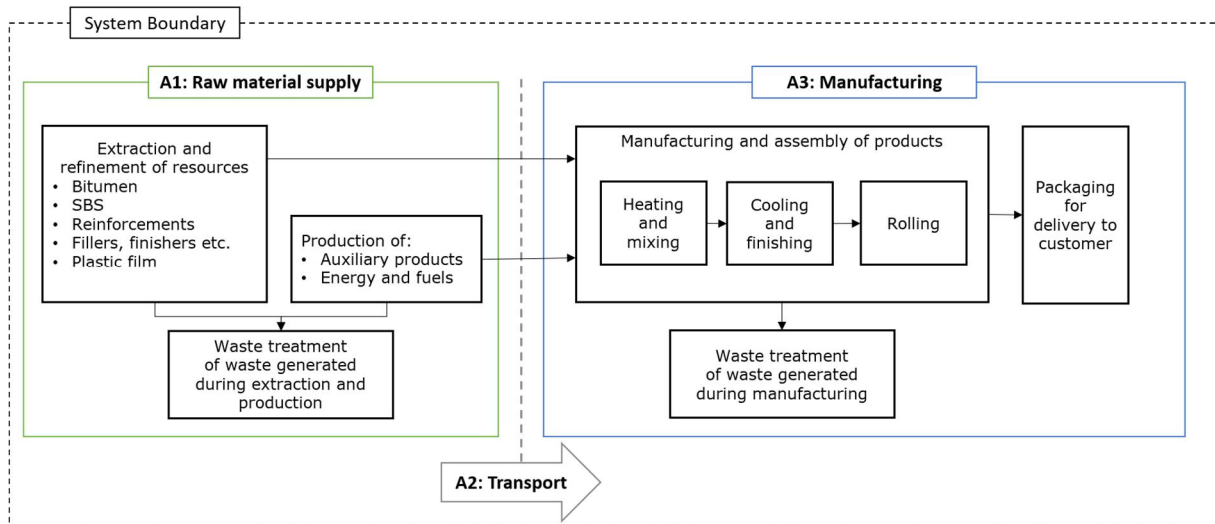 System Boundary
A1: Raw material supply
Extraction and
refinement of resources
• Bitumen
• SBS
• Reinforcements
• Fillers, finishers etc.
• Plastic film
Production of:
• Auxiliary products
• Energy and fuels
Waste treatment
of waste generated
during extraction and
production
A2: Transport
A3: Manufacturing
Manufacturing and assembly of products
Heating
and
mixing
Cooling
and
finishing
Rolling
Packaging
for
delivery to
customer
Waste treatment
of waste generated
during manufacturing